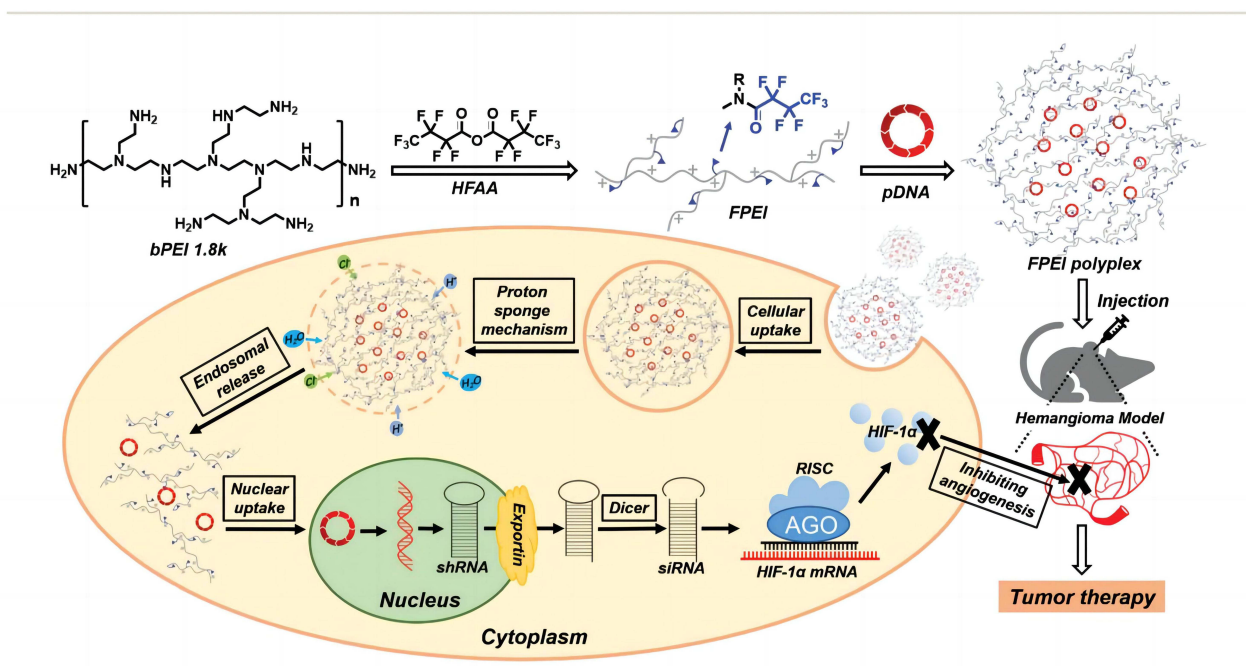 NH₂
HN
NH₂
H₂N
N
N
H
N
N
H
N
NH₂
n
N
H₂N
NH₂
bPEI 1.8k
F F
O O
F F
F₃C
O
CF₃
F F
F F
HFAA
R
N
O
F F
CF₃
F F
FPEI
pDNA
FPEI polyplex
Injection
Hemangioma Model
Cellular
uptake
Proton
sponge
mechanism
Cl⁻
H⁺
H₂O
Cl⁻
H₂O
H⁺
Endosomal
release
Nuclear
uptake
shRNA
Nucleus
Exportin
Dicer
siRNA
RISC
AGO
HIF-1α mRNA
HIF-1α
Inhibiting
angiogenesis
Cytoplasm
Tumor therapy